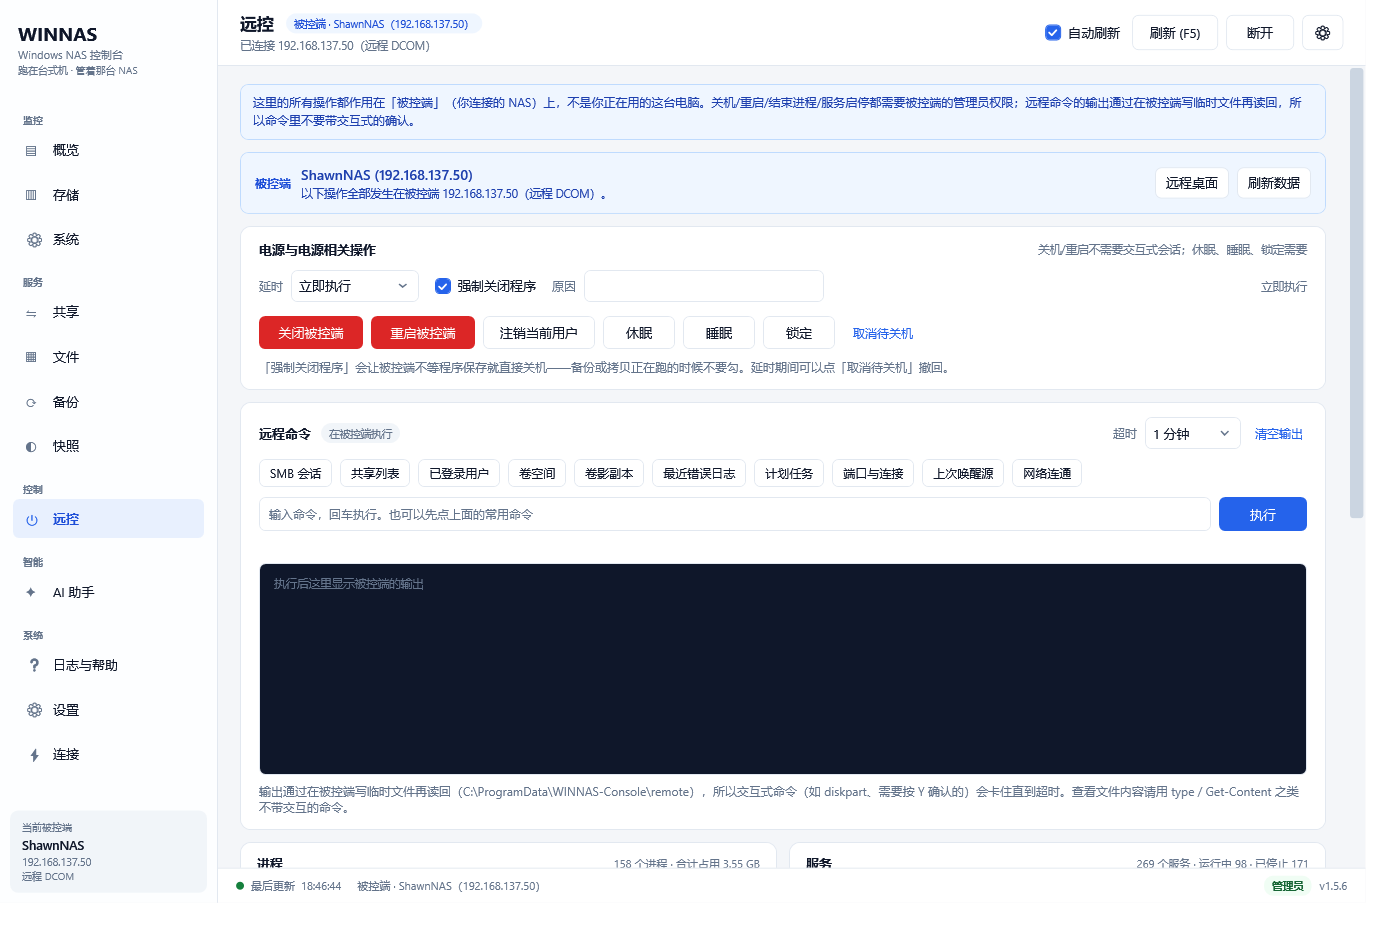 WINNAS
Windows NAS 控制台
跑在台式机 · 管着那台 NAS
监控
概览
存储
系统
服务
共享
文件
备份
快照
控制
远控
智能
AI 助手
系统
日志与帮助
设置
连接
当前被控端
ShawnNAS
192.168.137.50
远程 DCOM
远控
被控端 · ShawnNAS（192.168.137.50）
已连接 192.168.137.50（远程 DCOM）
自动刷新
刷新 (F5)
断开
这里的所有操作都作用在「被控端」（你连接的 NAS）上，不是你正在用的这台电脑。关机/重启/结束进程/服务启停都需要被控端的管理员权限；远程命令的输出通过在被控端写临时文件再读回，所
以命令里不要带交互式的确认。
被控端
ShawnNAS (192.168.137.50)
以下操作全部发生在被控端 192.168.137.50（远程 DCOM）。
远程桌面
刷新数据
电源与电源相关操作
关机/重启不需要交互式会话；休眠、睡眠、锁定需要
延时
立即执行
强制关闭程序
原因
立即执行
关闭被控端
重启被控端
注销当前用户
休眠
睡眠
锁定
取消待关机
「强制关闭程序」会让被控端不等程序保存就直接关机——备份或拷贝正在跑的时候不要勾。延时期间可以点「取消待关机」撤回。
远程命令
在被控端执行
超时
1 分钟
清空输出
SMB 会话
共享列表
已登录用户
卷空间
卷影副本
最近错误日志
计划任务
端口与连接
上次唤醒源
网络连通
输入命令，回车执行。也可以先点上面的常用命令
执行
执行后这里显示被控端的输出
输出通过在被控端写临时文件再读回（C:\ProgramData\WINNAS-Console\remote），所以交互式命令（如 diskpart、需要按 Y 确认的）会卡住直到超时。查看文件内容请用 type / Get-Content 之类
不带交互的命令。
进程
158 个进程 · 合计占用 3.55 GB
服务
269 个服务 · 运行中 98 · 已停止 171
最后更新 18:46:44
被控端 · ShawnNAS（192.168.137.50）
管理员
v1.5.6